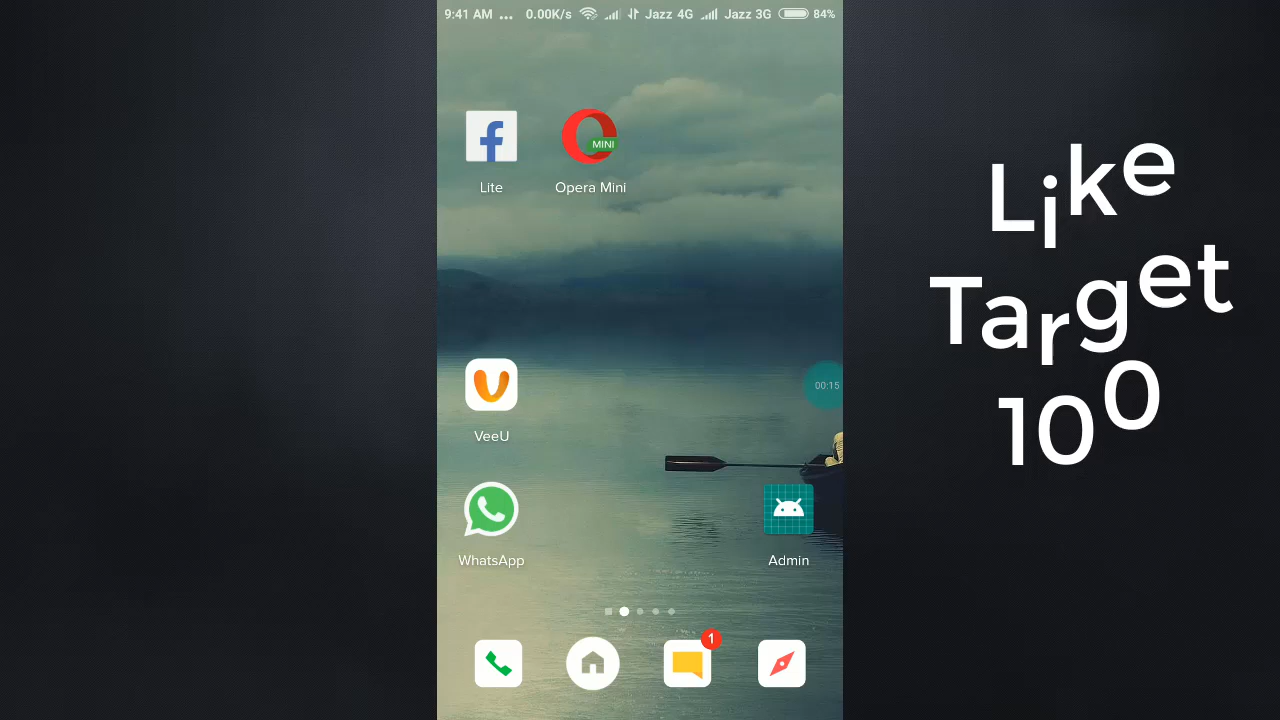 9:41 AM ... 0.00K/s Jazz 4G Jazz 3G 84%
MINI
Lite Opera Mini
00:15
VeeU
WhatsApp Admin
1
Like
Target
100